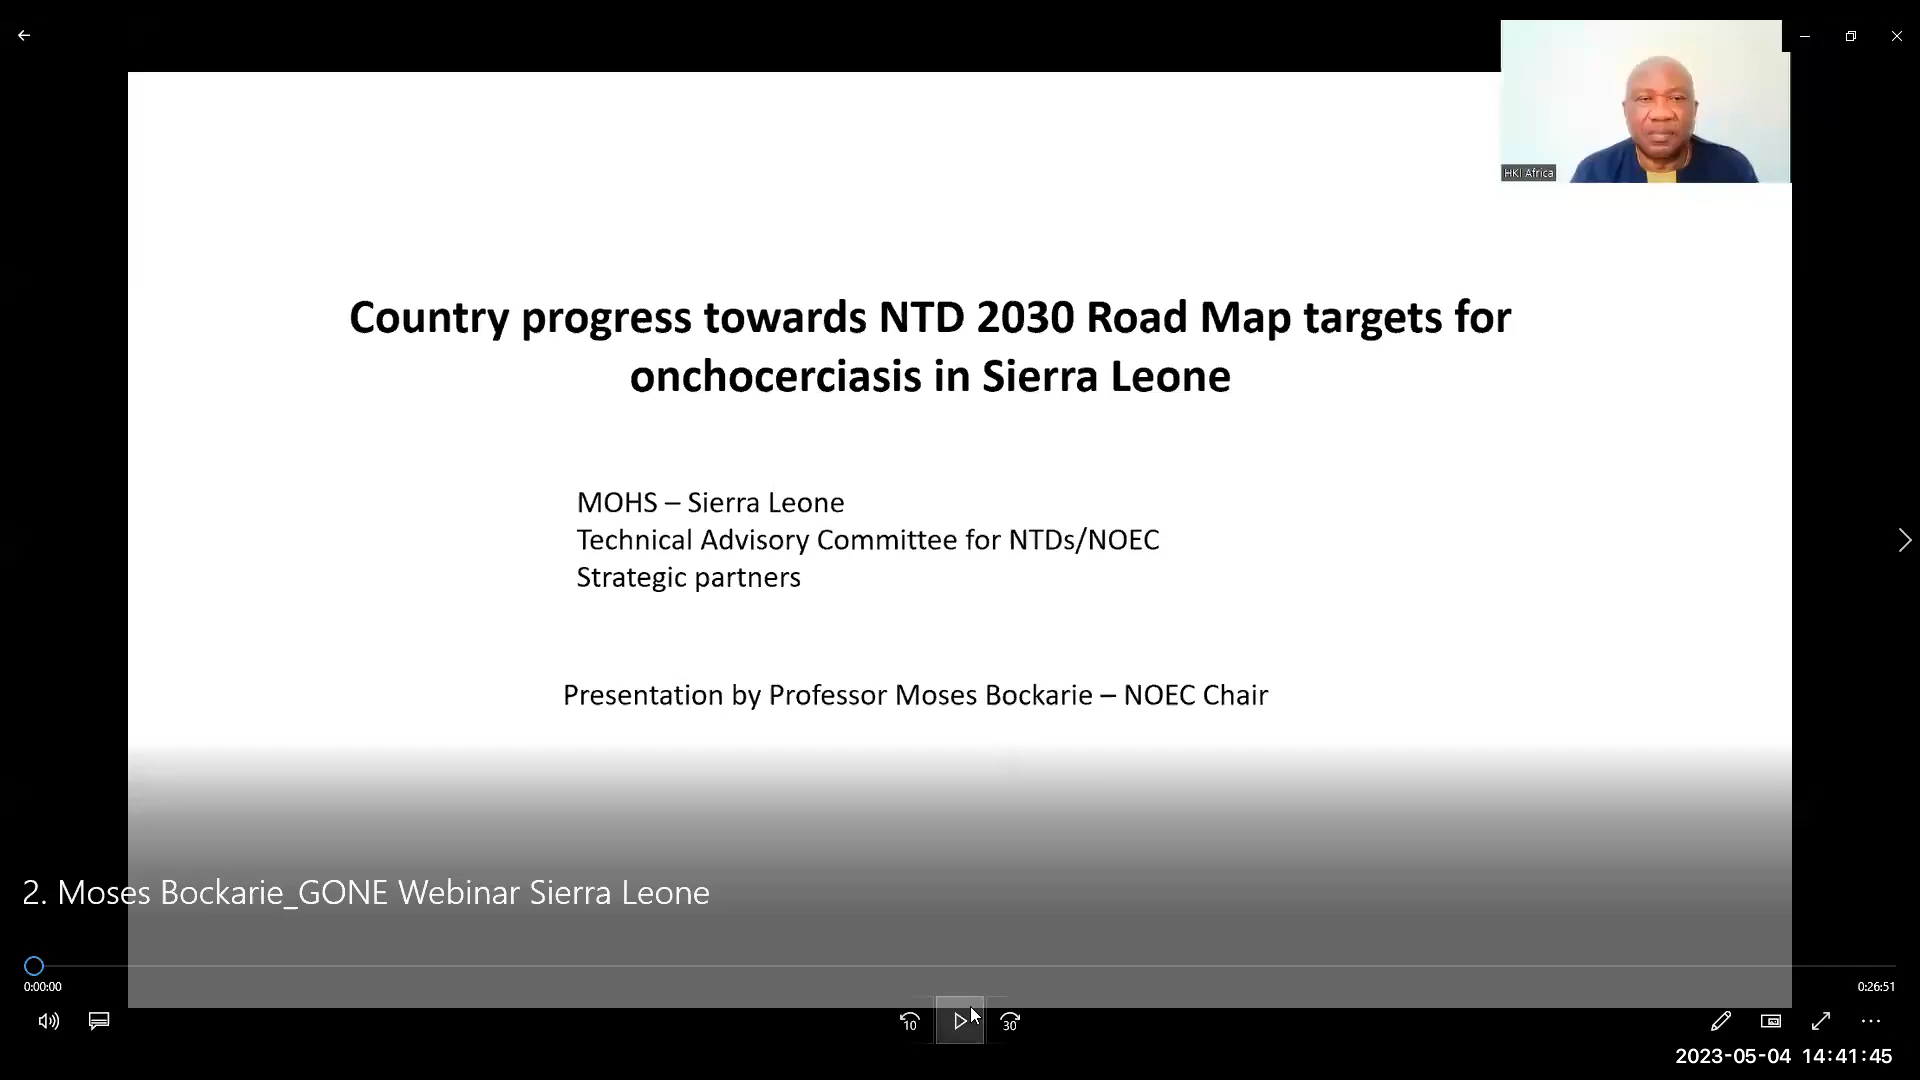 HKI Africa
Country progress towards NTD 2030 Road Map targets for
onchocerciasis in Sierra Leone
MOHS – Sierra Leone
Technical Advisory Committee for NTDs/NOEC
Strategic partners
Presentation by Professor Moses Bockarie – NOEC Chair
2. Moses Bockarie_GONE Webinar Sierra Leone
0:00:00
0:26:51
10
30
2023-05-04 14:41:45